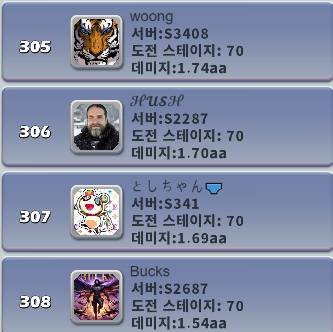 305
woong
서버:S3408
도전 스테이지: 70
데미지:1.74aa
306
ℋUSℋ
서버:S2287
도전 스테이지: 70
데미지:1.70aa
307
としちゃん
서버:S341
도전 스테이지: 70
데미지:1.69aa
308
Bucks
서버:S2687
도전 스테이지: 70
데미지:1.54aa